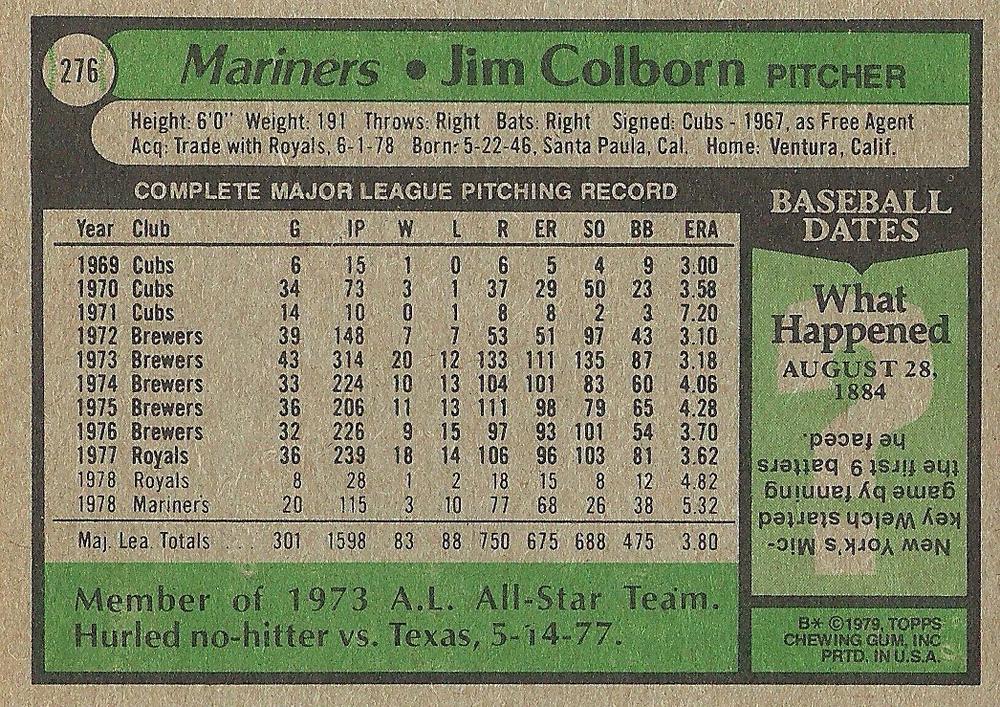 276
Mariners • Jim Colborn PITCHER
Height: 6'0" Weight: 191 Throws: Right Bats: Right Signed: Cubs - 1967, as Free Agent
Acq: Trade with Royals, 6-1-78 Born: 5-22-46, Santa Paula, Cal. Home: Ventura, Calif.
COMPLETE MAJOR LEAGUE PITCHING RECORD
Year Club G IP W L R ER SO BB ERA
1969 Cubs 6 15 1 0 6 5 4 9 3.00
1970 Cubs 34 73 3 1 37 29 50 23 3.58
1971 Cubs 14 10 0 1 8 8 2 3 7.20
1972 Brewers 39 148 7 7 53 51 97 43 3.10
1973 Brewers 43 314 20 12 133 111 135 87 3.18
1974 Brewers 33 224 10 13 104 101 83 60 4.06
1975 Brewers 36 206 11 13 111 98 79 65 4.28
1976 Brewers 32 226 9 15 97 93 101 54 3.70
1977 Royals 36 239 18 14 106 96 103 81 3.62
1978 Royals 8 28 1 2 18 15 8 12 4.82
1978 Mariners 20 115 3 10 77 68 26 38 5.32
Maj. Lea. Totals 301 1598 83 88 750 675 688 475 3.80
Member of 1973 A.L. All-Star Team.
Hurled no-hitter vs. Texas, 5-14-77.
BASEBALL
DATES
What
Happened
AUGUST 28,
1884
New York's Mic-
key Welch started
game by fanning
the first 9 batters
he faced.
B* ©1979, TOPPS
CHEWING GUM, INC
PRTD. IN U.S.A.